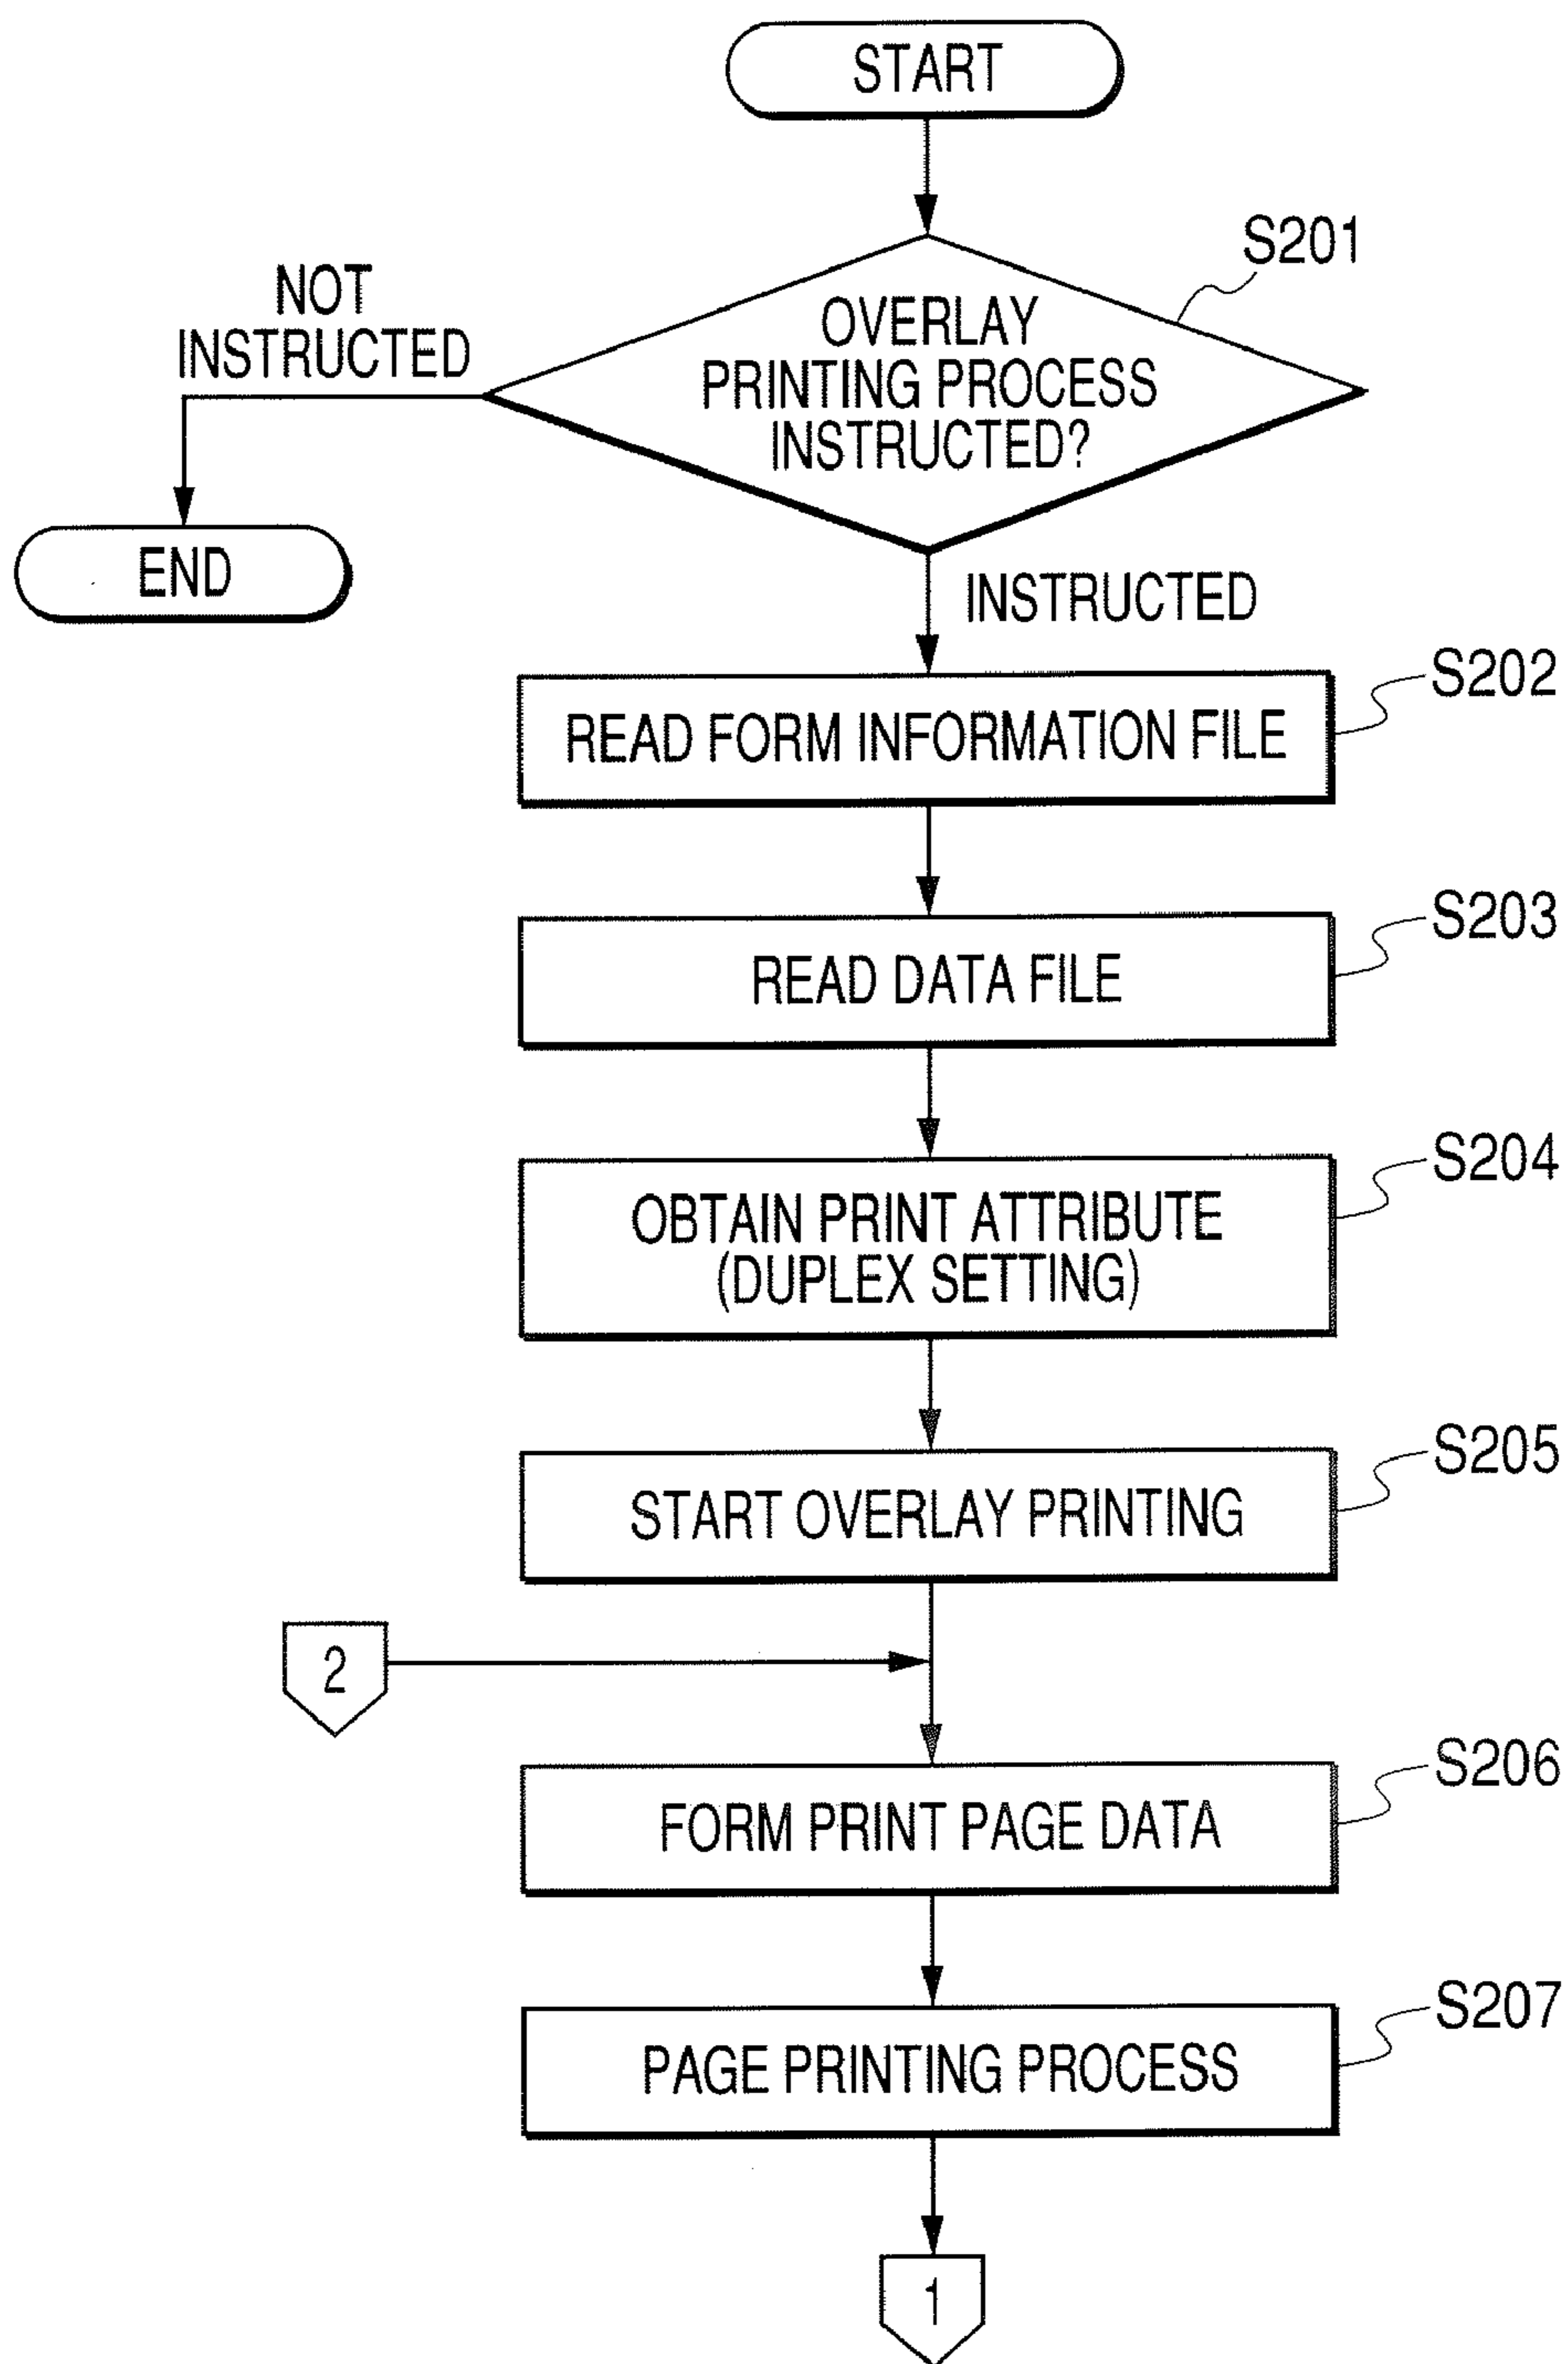 START
S201
NOT
INSTRUCTED
OVERLAY
PRINTING PROCESS
INSTRUCTED?
END
INSTRUCTED
S202
READ FORM INFORMATION FILE
S203
READ DATA FILE
S204
OBTAIN PRINT ATTRIBUTE
(DUPLEX SETTING)
S205
START OVERLAY PRINTING
2
S206
FORM PRINT PAGE DATA
S207
PAGE PRINTING PROCESS
1